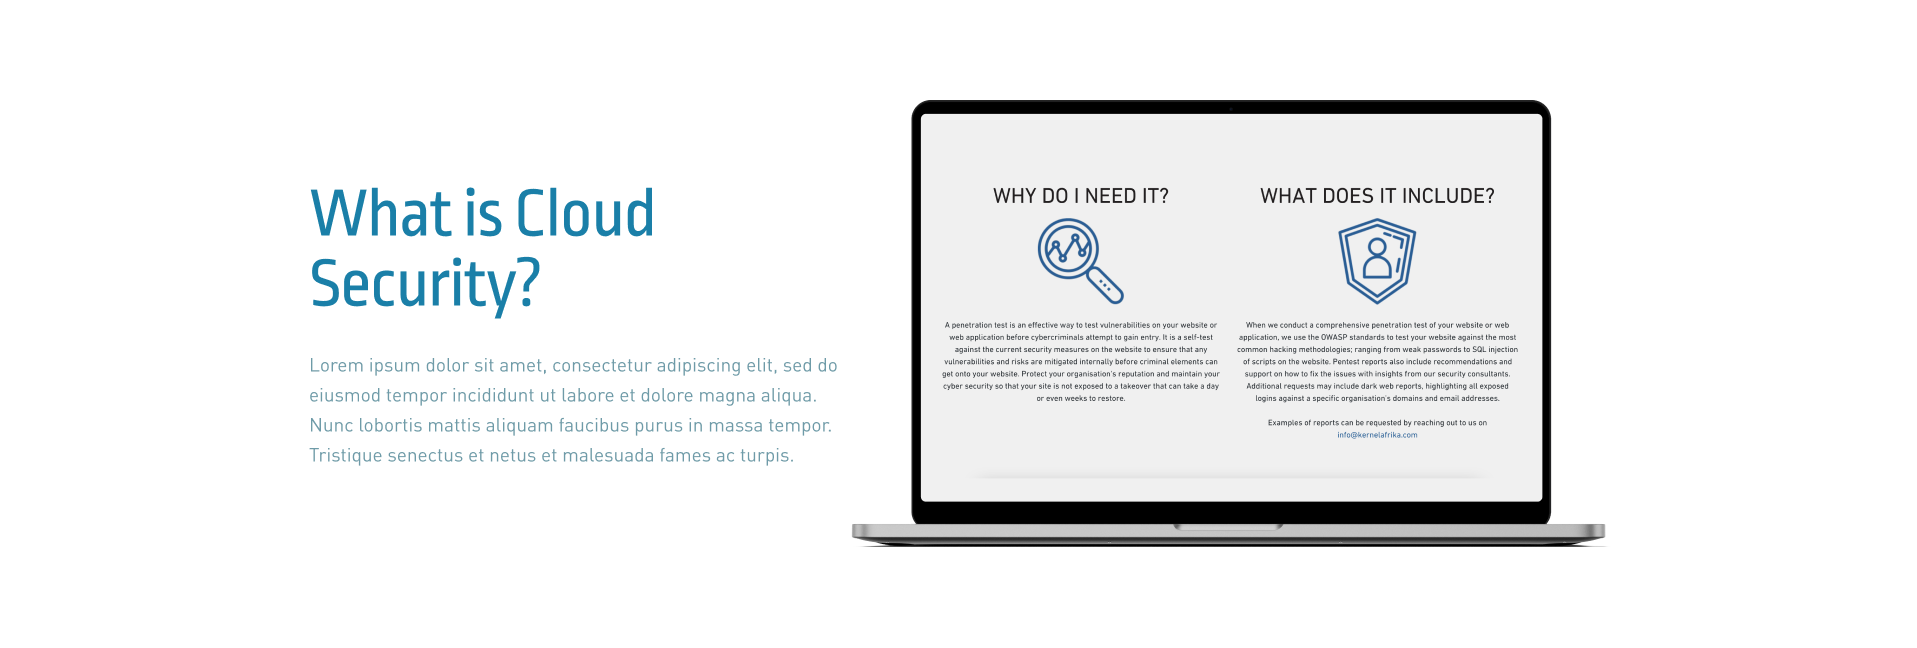 What is Cloud
Security?
Lorem ipsum dolor sit amet, consectetur adipiscing elit, sed do
eiusmod tempor incididunt ut labore et dolore magna aliqua.
Nunc lobortis mattis aliquam faucibus purus in massa tempor.
Tristique senectus et netus et malesuada fames ac turpis.
WHY DO I NEED IT?
A penetration test is an effective way to test vulnerabilities on your website or
web application before cybercriminals attempt to gain entry. It is a self-test
against the current security measures on the website to ensure that any
vulnerabilities and risks are mitigated internally before criminal elements can
get onto your website. Protect your organisation's reputation and maintain your
cyber security so that your site is not exposed to a takeover that can take a day
or even weeks to restore.
WHAT DOES IT INCLUDE?
When we conduct a comprehensive penetration test of your website or web
application, we use the OWASP standards to test your website against the most
common hacking methodologies; ranging from weak passwords to SQL injection
of scripts on the website. Pentest reports also include recommendations and
support on how to fix the issues with insights from our security consultants.
Additional requests may include dark web reports, highlighting all exposed
logins against a specific organisation's domains and email addresses.
Examples of reports can be requested by reaching out to us on
info@kernelafrika.com